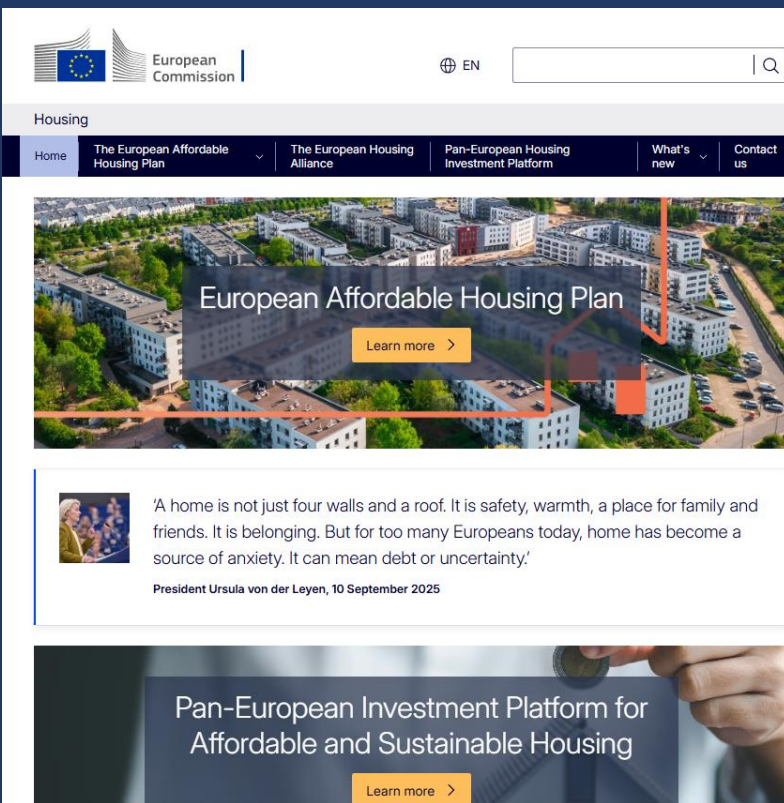 European
Commission
EN
Housing
Home
The European Affordable
Housing Plan
The European Housing
Alliance
Pan-European Housing
Investment Platform
What's
new
Contact
us
European Affordable Housing Plan
Learn more
'A home is not just four walls and a roof. It is safety, warmth, a place for family and
friends. It is belonging. But for too many Europeans today, home has become a
source of anxiety. It can mean debt or uncertainty.'
President Ursula von der Leyen, 10 September 2025
Pan-European Investment Platform for
Affordable and Sustainable Housing
Learn more